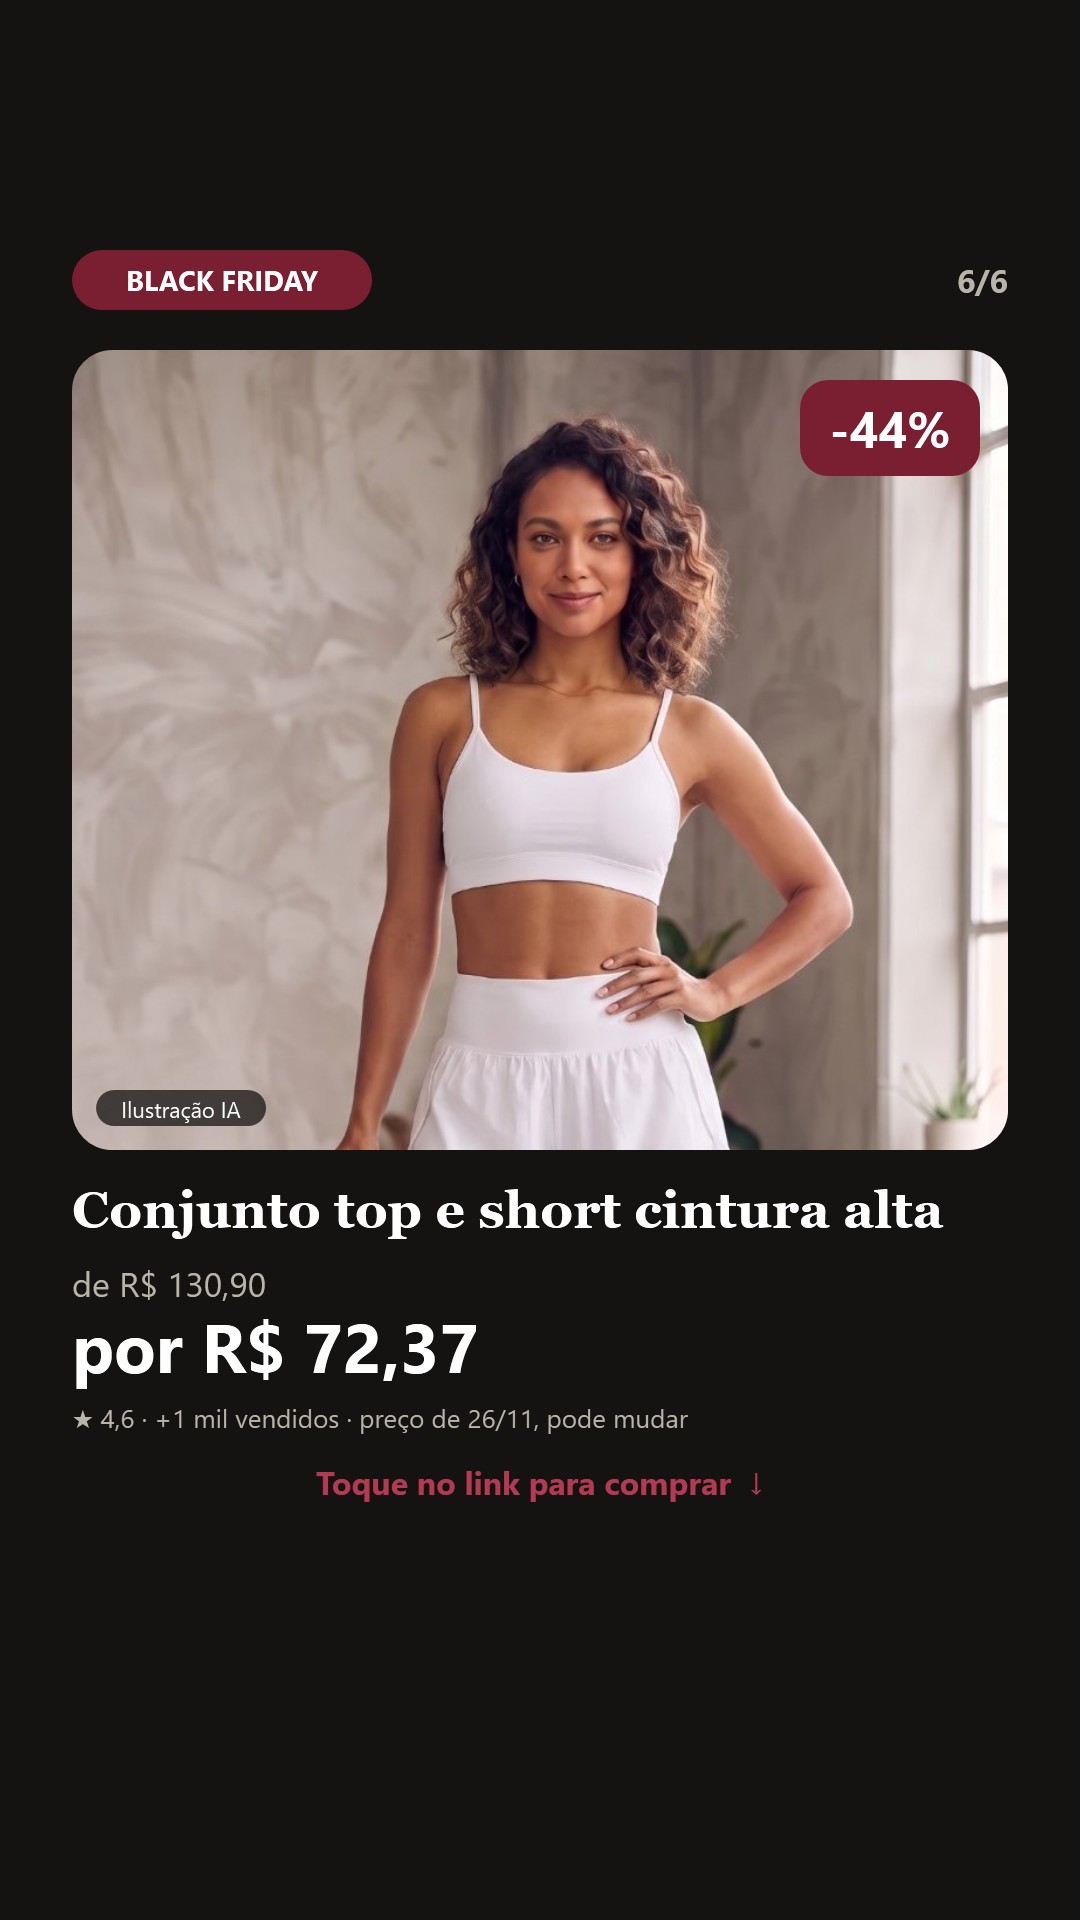 BLACK FRIDAY
6/6
-44%
Ilustração IA
Conjunto top e short cintura alta
de R$ 130,90
por R$ 72,37
★ 4,6 · +1 mil vendidos · preço de 26/11, pode mudar
Toque no link para comprar ↓